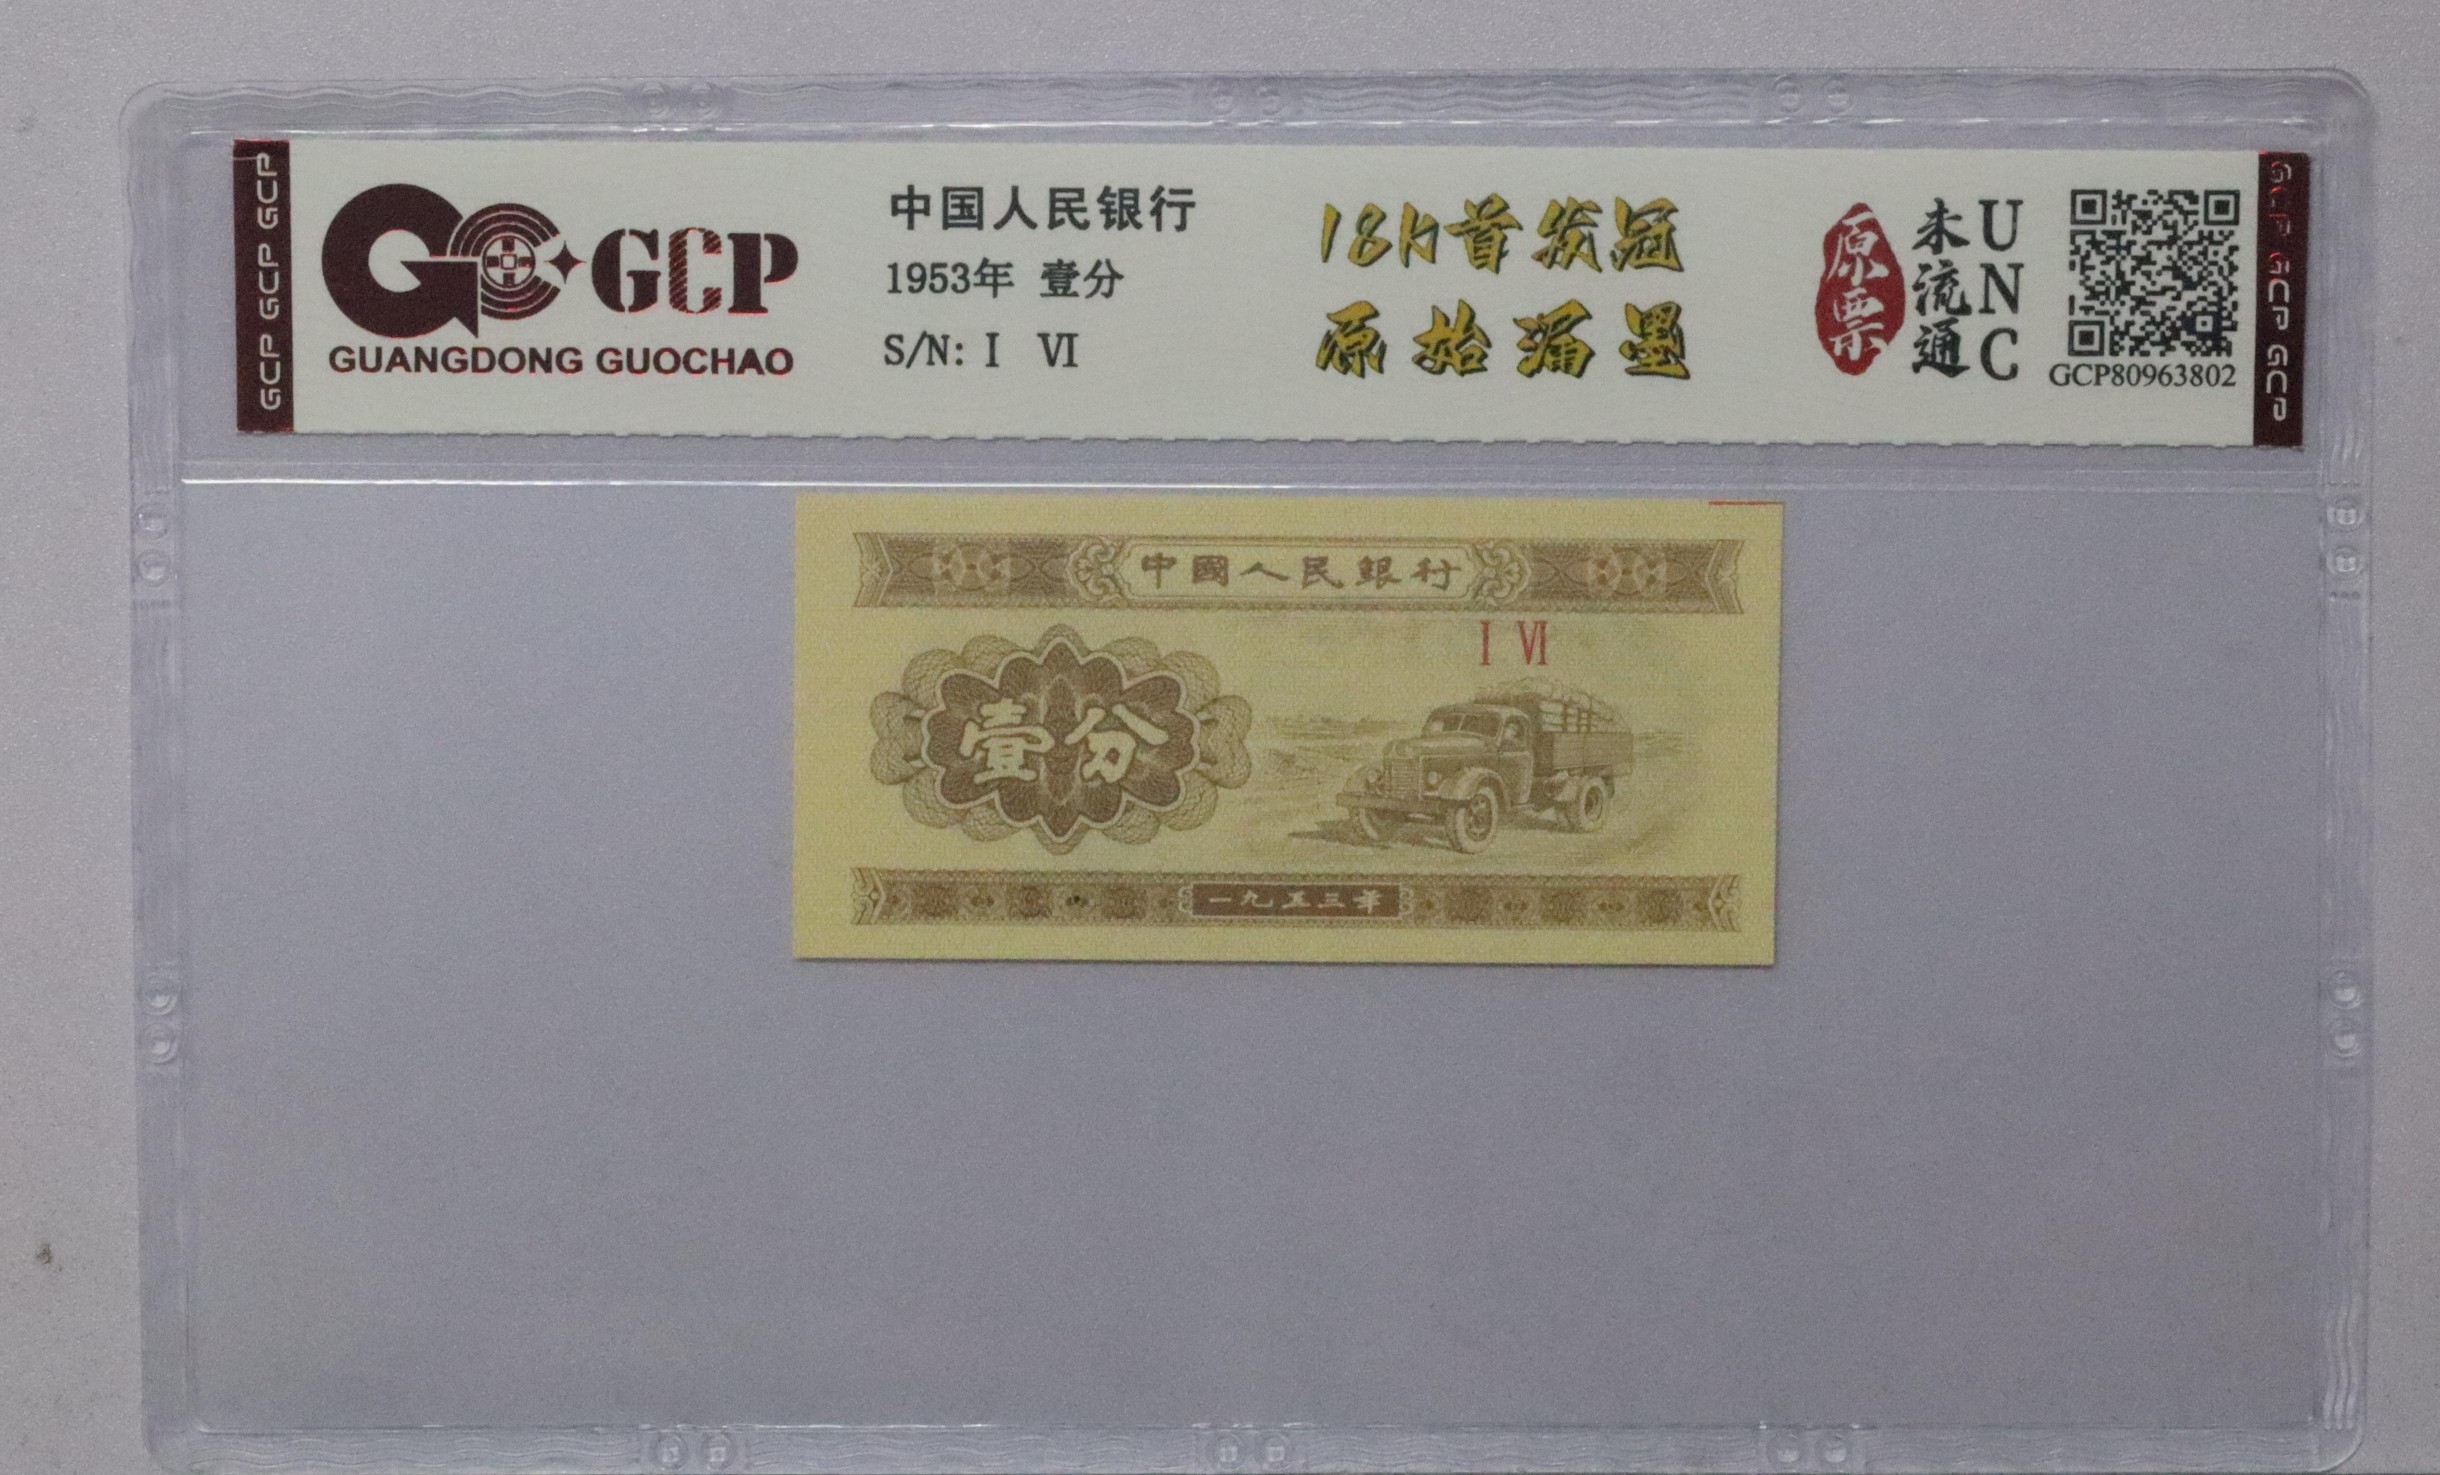 GCP GCP GCP
GCP
GUANGDONG GUOCHAO
中国人民银行
1953年 壹分
S/N: I VI
18K首发冠
原始漏墨
原票
未流通
UNC
GCP80963802
GCP GCP GCP
中國人民銀行
I VI
壹分
一九五三年